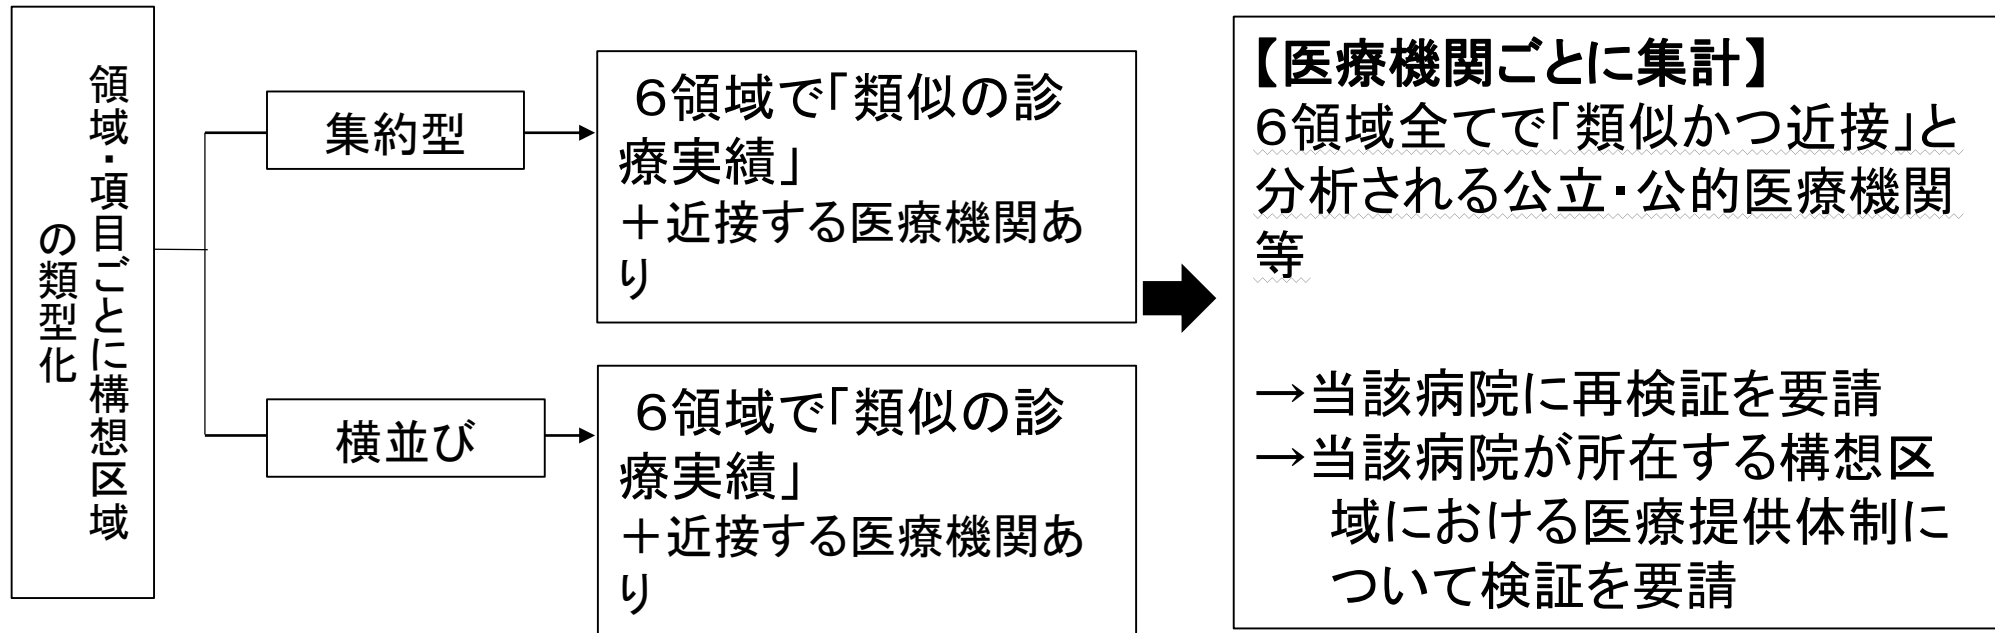 領域・項目ごとに構想区域
の類型化
集約型
６領域で「類似の診
療実績」
＋近接する医療機関あ
り
横並び
６領域で「類似の診
療実績」
＋近接する医療機関あ
り
【医療機関ごとに集計】
６領域全てで「類似かつ近接」と
分析される公立・公的医療機関
等
→当該病院に再検証を要請
→当該病院が所在する構想区
域における医療提供体制に
ついて検証を要請